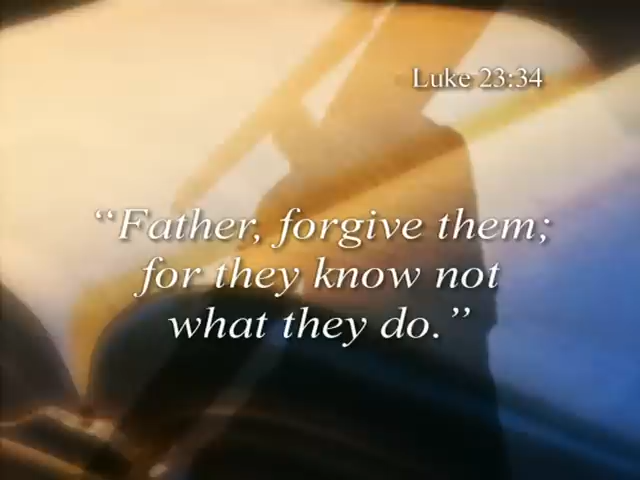 Luke 23:34
“Father, forgive them;
for they know not
what they do.”